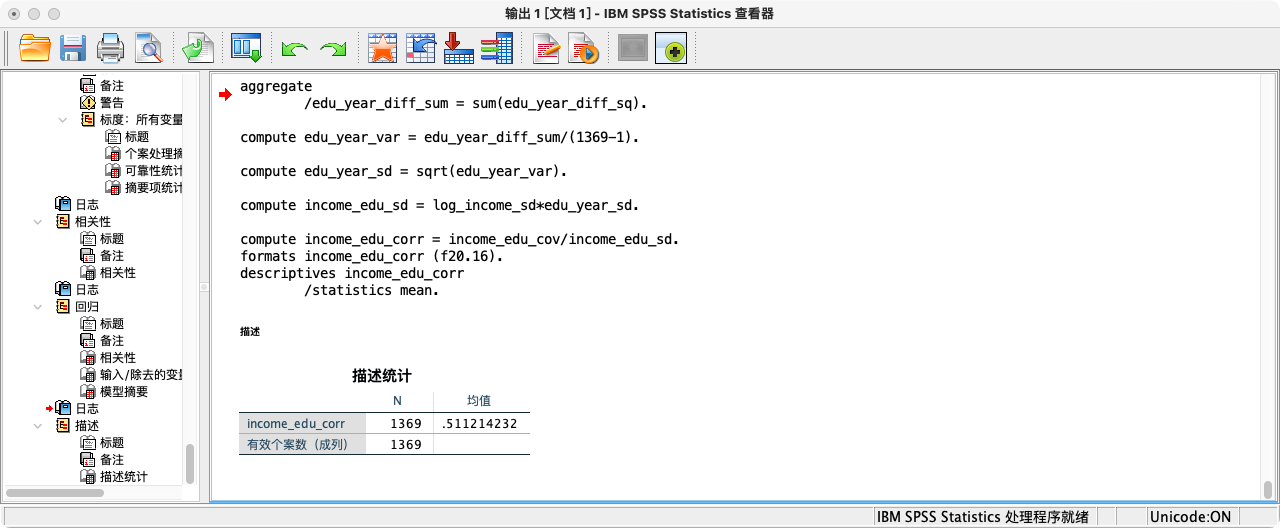 输出 1 [文档 1] - IBM SPSS Statistics 查看器
备注
警告
标度：所有变量
标题
个案处理摘
可靠性统计
摘要项统计
日志
相关性
标题
备注
相关性
日志
回归
标题
备注
相关性
输入/除去的变量
模型摘要
日志
描述
标题
备注
描述统计
aggregate
/edu_year_diff_sum = sum(edu_year_diff_sq).
compute edu_year_var = edu_year_diff_sum/(1369-1).
compute edu_year_sd = sqrt(edu_year_var).
compute income_edu_sd = log_income_sd*edu_year_sd.
compute income_edu_corr = income_edu_cov/income_edu_sd.
formats income_edu_corr (f20.16).
descriptives income_edu_corr
/statistics mean.
描述
描述统计
N 均值
income_edu_corr 1369 .511214232
有效个案数（成列） 1369
IBM SPSS Statistics 处理程序就绪 Unicode:ON